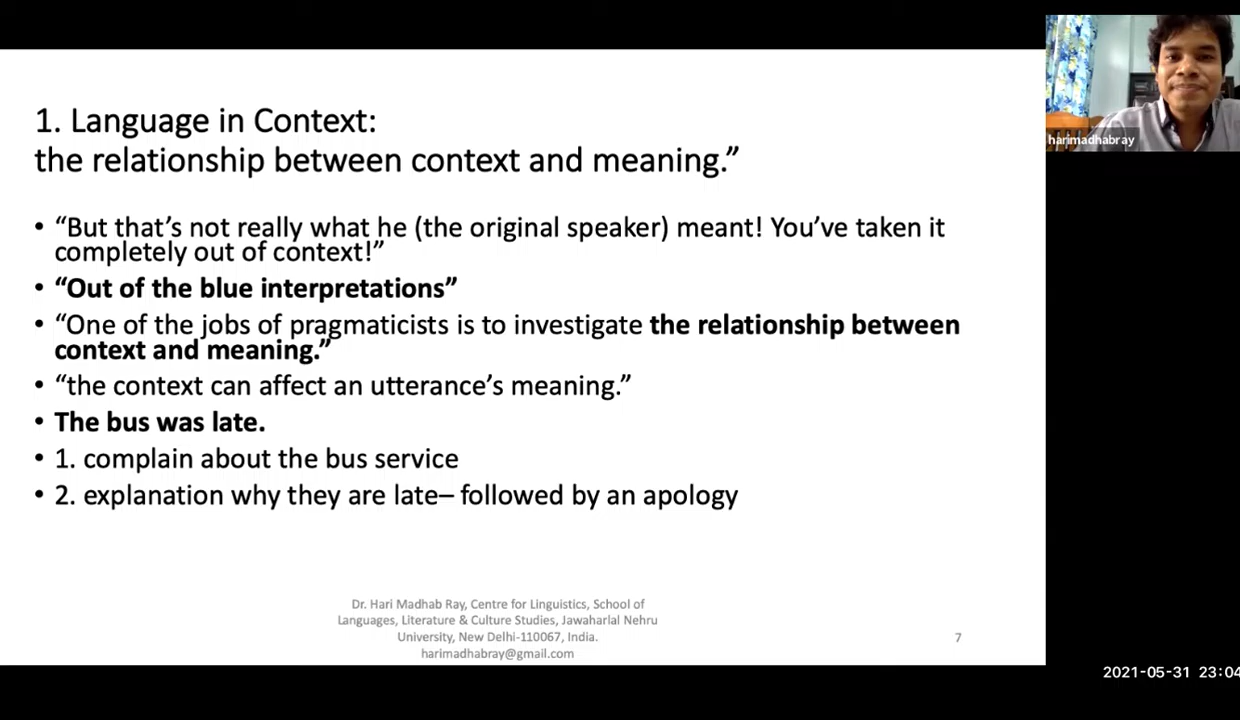 1. Language in Context:
the relationship between context and meaning.”
• “But that’s not really what he (the original speaker) meant! You’ve taken it
completely out of context!”
• “Out of the blue interpretations”
• “One of the jobs of pragmaticists is to investigate the relationship between
context and meaning.”
• “the context can affect an utterance’s meaning.”
• The bus was late.
• 1. complain about the bus service
• 2. explanation why they are late– followed by an apology
Dr. Hari Madhab Ray, Centre for Linguistics, School of
Languages, Literature & Culture Studies, Jawaharlal Nehru
University, New Delhi-110067, India.
harimadhabray@gmail.com
7
harimadhabray
2021-05-31 23:04